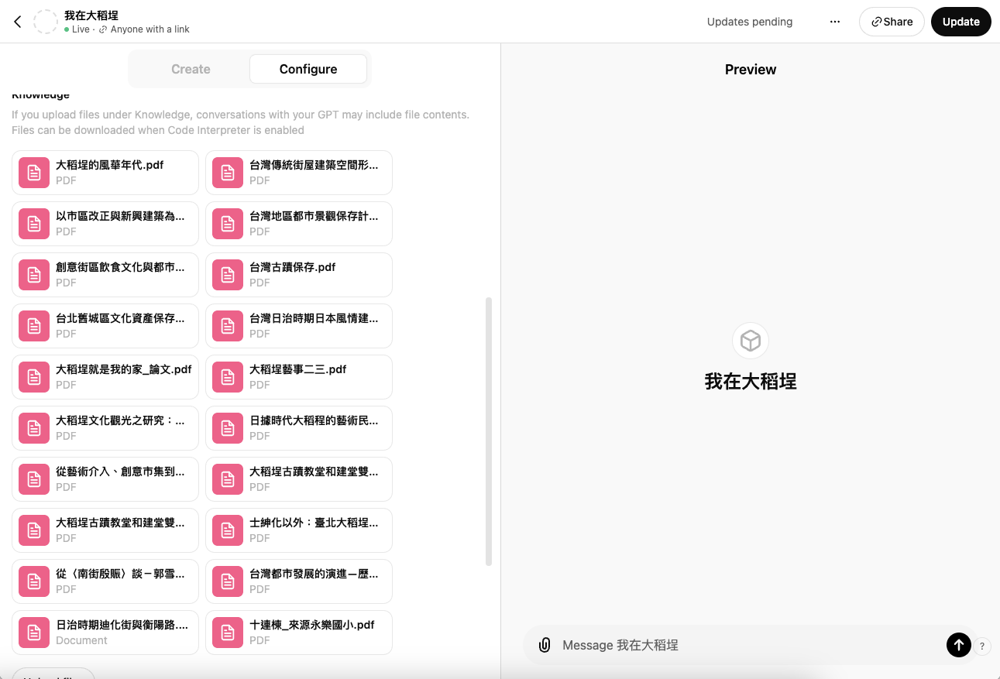 我在大稻埕
Live · Anyone with a link
Updates pending
Share
Update
Create
Configure
Preview
Knowledge
If you upload files under Knowledge, conversations with your GPT may include file contents.
Files can be downloaded when Code Interpreter is enabled
大稻埕的風華年代.pdf
PDF
台灣傳統街屋建築空間形...
PDF
以市區改正與新興建築為...
PDF
台灣地區都市景觀保存計...
PDF
創意街區飲食文化與都市...
PDF
台灣古蹟保存.pdf
PDF
台北舊城區文化資產保存...
PDF
台灣日治時期日本風情建...
PDF
大稻埕就是我的家_論文.pdf
PDF
大稻埕藝事二三.pdf
PDF
大稻埕文化觀光之研究：...
PDF
日據時代大稻程的藝術民...
PDF
從藝術介入、創意市集到...
PDF
大稻埕古蹟教堂和建堂雙...
PDF
大稻埕古蹟教堂和建堂雙...
PDF
士紳化以外：臺北大稻埕...
PDF
從〈南街殷賑〉談－郭雪...
PDF
台灣都市發展的演進—歷...
PDF
日治時期迪化街與衡陽路....
Document
十連棟_來源永樂國小.pdf
PDF
我在大稻埕
Message 我在大稻埕
?